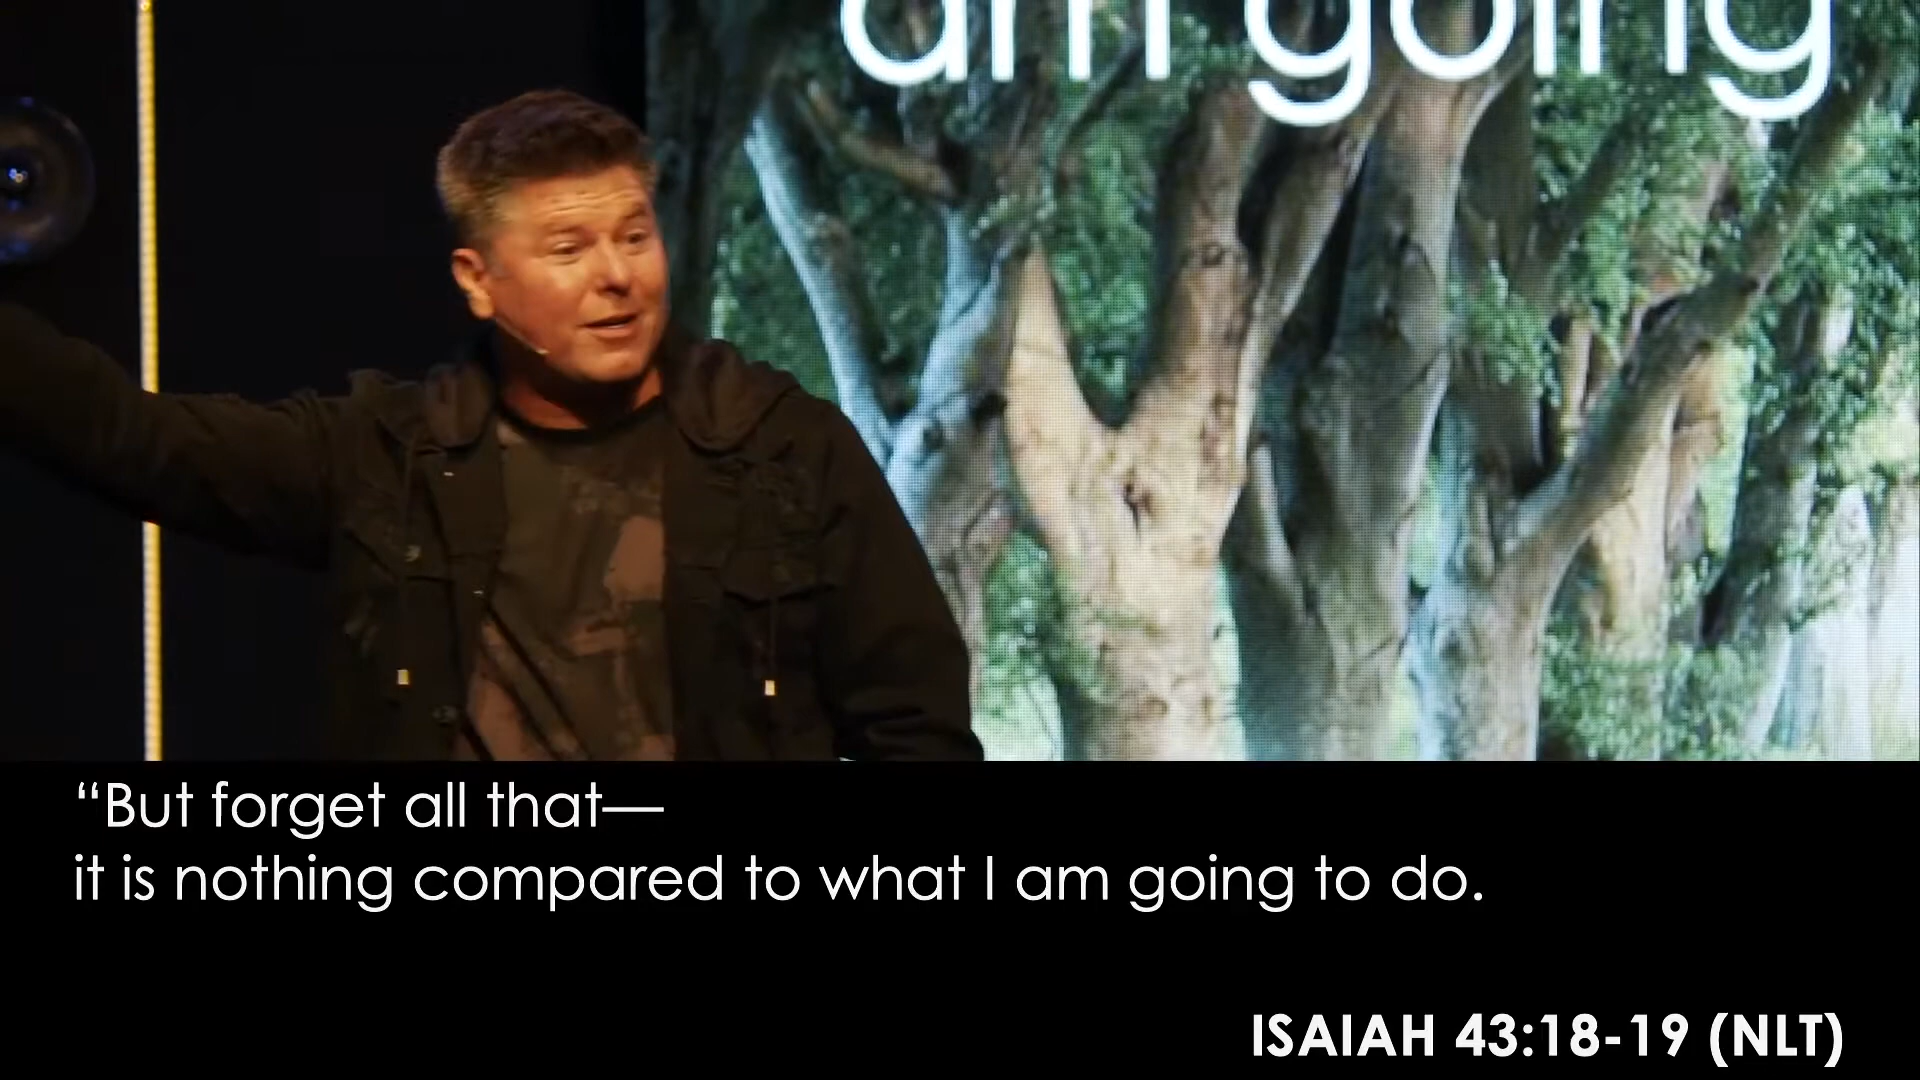 am going
“But forget all that—
it is nothing compared to what I am going to do.
ISAIAH 43:18-19 (NLT)